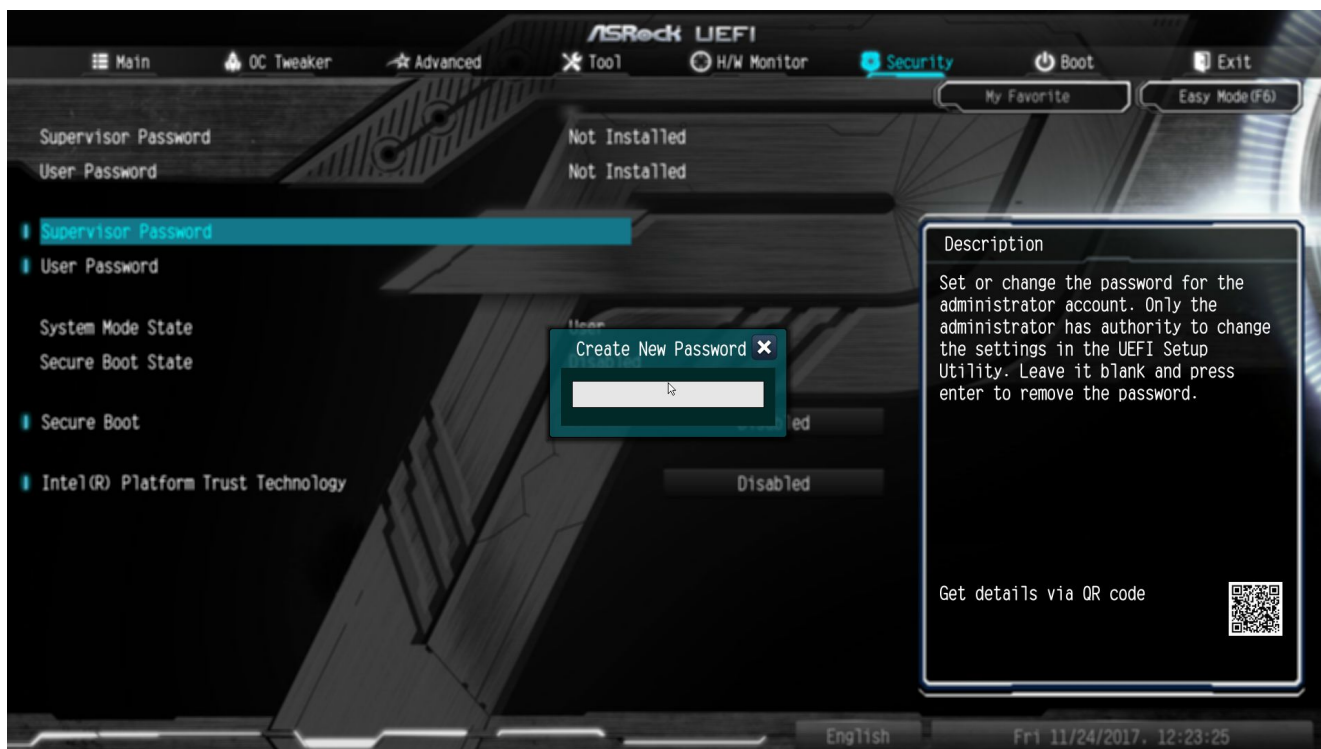 ASRock UEFI
Main OC Tweaker Advanced Tool H/W Monitor Security Boot Exit
My Favorite Easy Mode(F6)
Supervisor Password Not Installed
User Password Not Installed
Supervisor Password
User Password
Description
Set or change the password for the
administrator account. Only the
administrator has authority to change
the settings in the UEFI Setup
Utility. Leave it blank and press
enter to remove the password.
System Mode State User
Create New Password
Secure Boot State Disabled
Secure Boot Disabled
Intel(R) Platform Trust Technology Disabled
Get details via QR code
English Fri 11/24/2017. 12:23:25